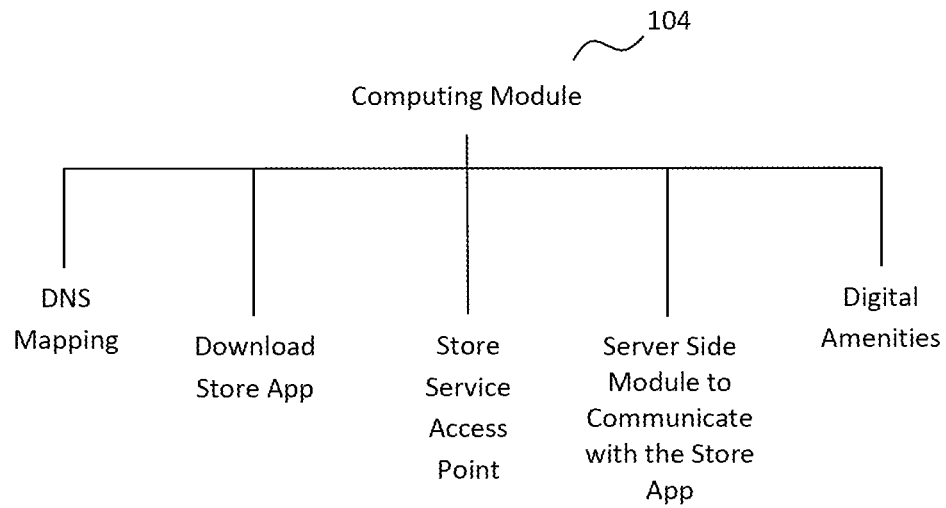 104
Computing Module
DNS
Mapping
Download
Store App
Store
Service
Access
Point
Server Side
Module to
Communicate
with the Store
App
Digital
Amenities